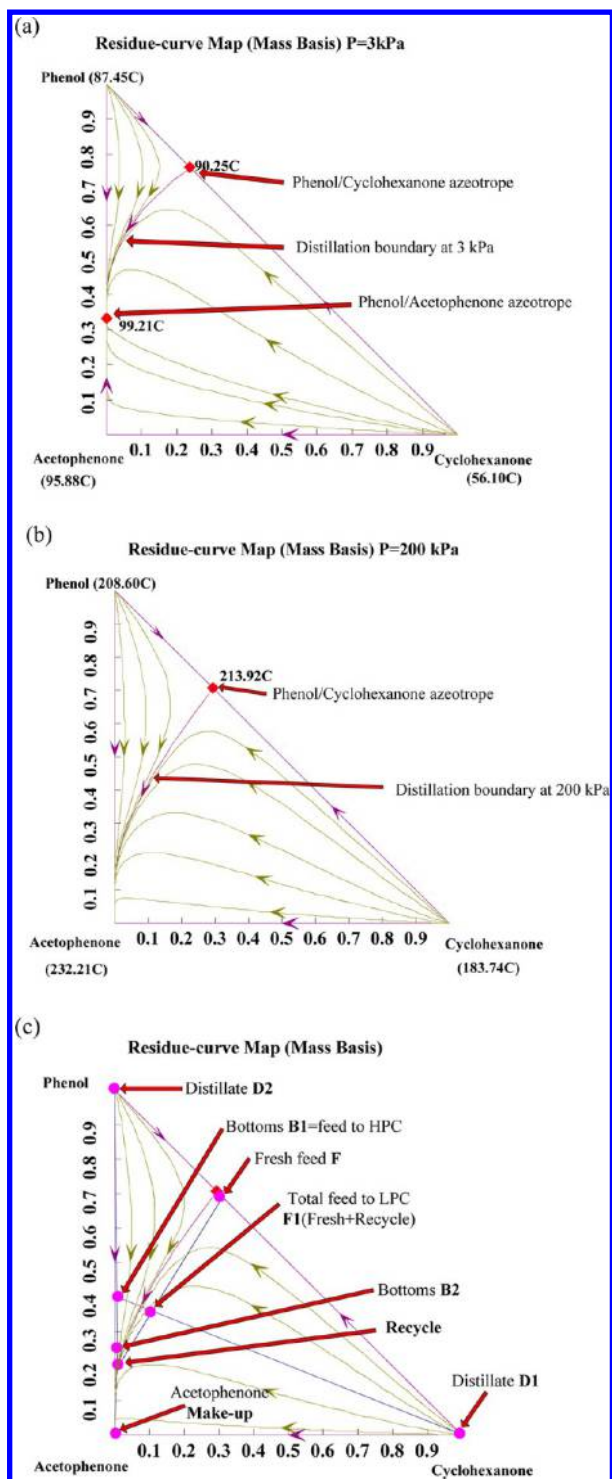 (a)
Residue-curve Map (Mass Basis) P=3kPa
Phenol (87.45C)
0.9
0.8
90.25C
Phenol/Cyclohexanone azeotrope
0.7
0.6
Distillation boundary at 3 kPa
0.5
0.4
Phenol/Acetophenone azeotrope
0.3
99.21C
0.2
0.1
0.1 0.2 0.3 0.4 0.5 0.6 0.7 0.8 0.9
Acetophenone Cyclohexanone
(95.88C) (56.10C)
(b)
Residue-curve Map (Mass Basis) P=200 kPa
Phenol (208.60C)
0.9
0.8
213.92C
0.7
Phenol/Cyclohexanone azeotrope
0.6
0.5
0.4
Distillation boundary at 200 kPa
0.3
0.2
0.1
Acetophenone 0.1 0.2 0.3 0.4 0.5 0.6 0.7 0.8 0.9 Cyclohexanone
(232.21C) (183.74C)
(c)
Residue-curve Map (Mass Basis)
Phenol
Distillate D2
Bottoms B1=feed to HPC
0.9
Fresh feed F
0.8
Total feed to LPC
0.7
F1(Fresh+Recycle)
0.6
0.5
0.4
Bottoms B2
0.3
Recycle
0.2
Acetophenone Distillate D1
Make-up
0.1
0.1 0.2 0.3 0.4 0.5 0.6 0.7 0.8 0.9
Acetophenone Cyclohexanone